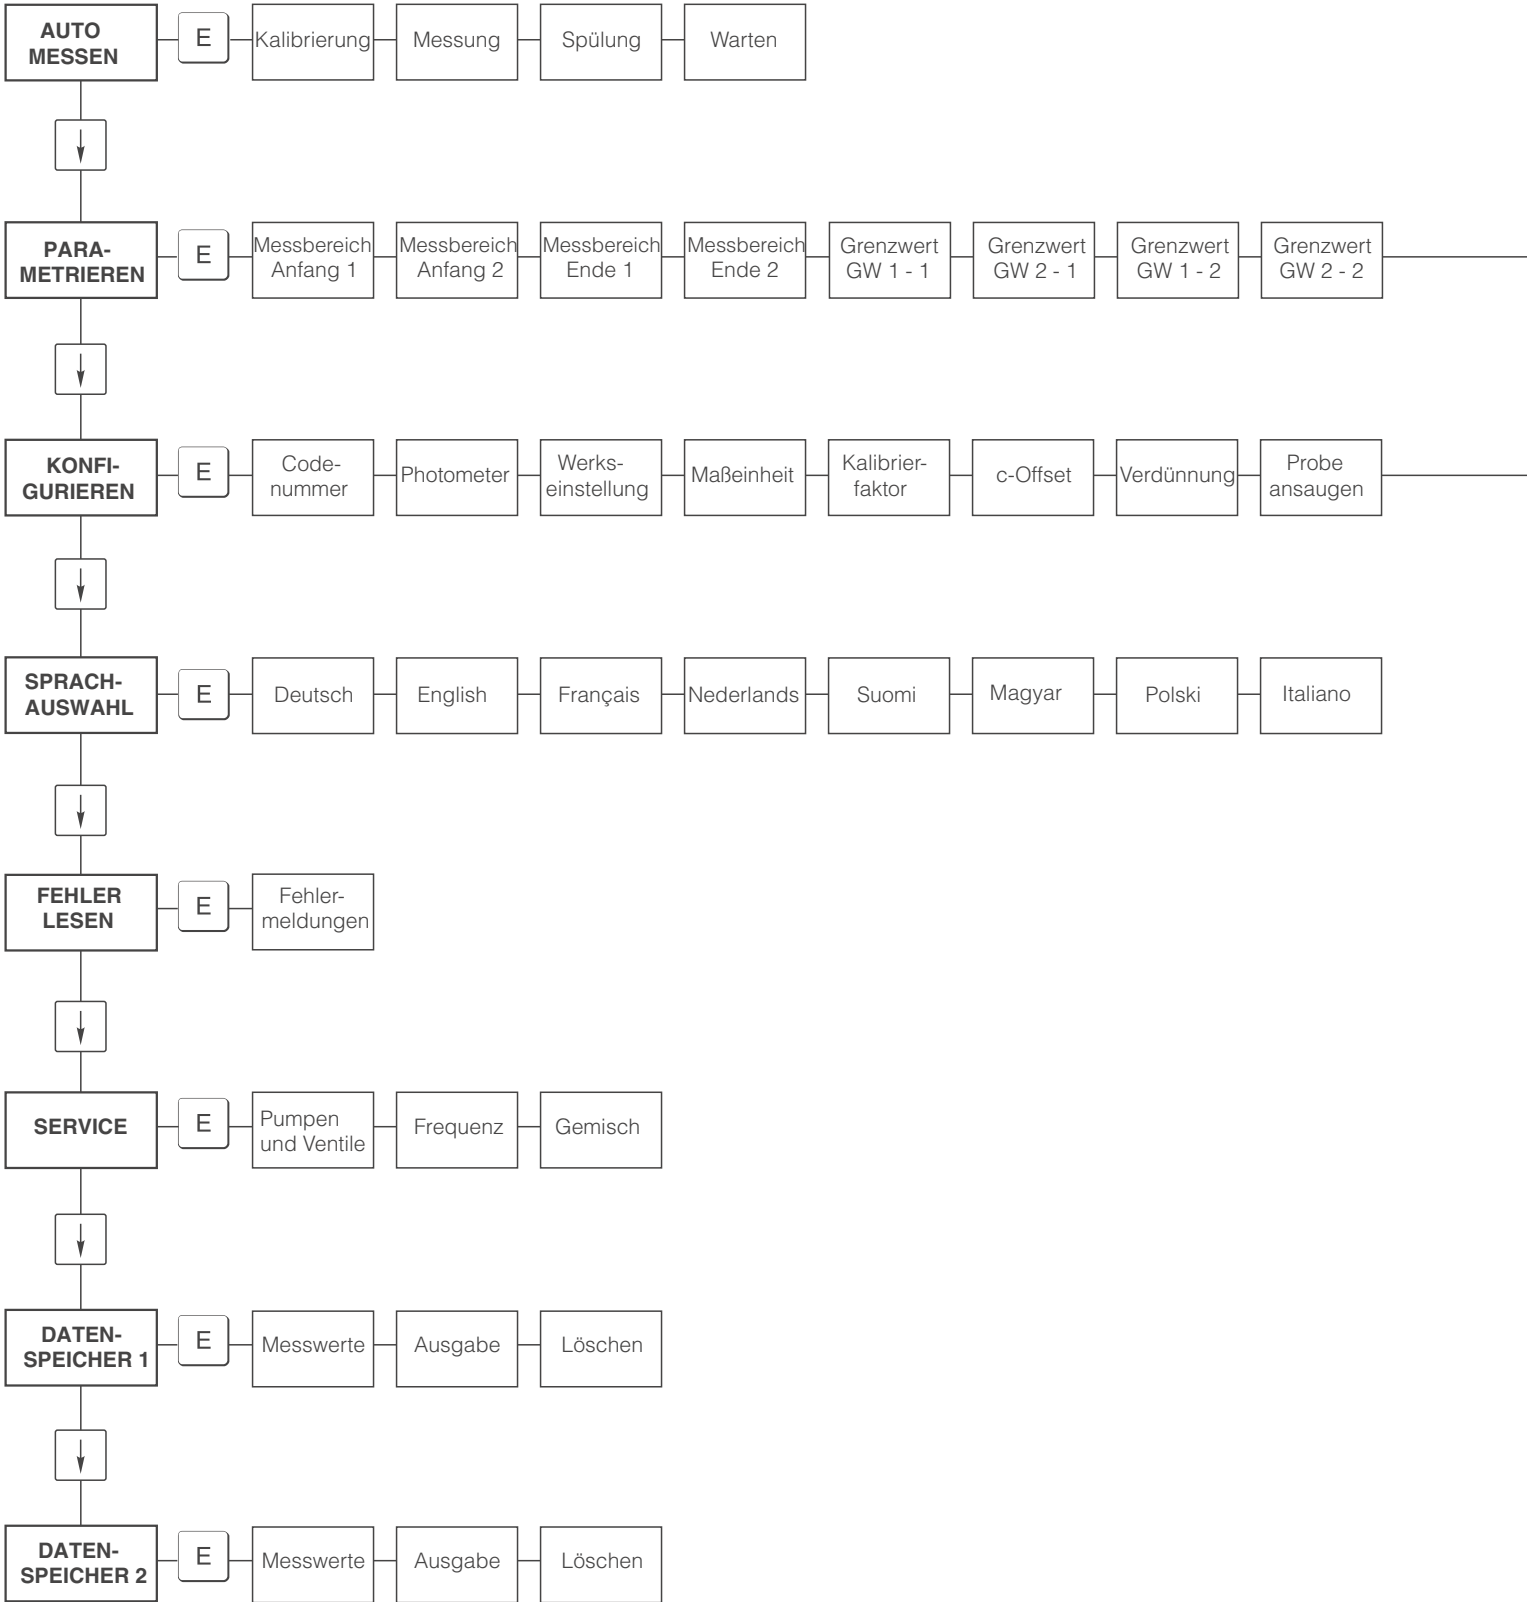 AUTO
MESSEN
E
Kalibrierung
Messung
Spülung
Warten
PARA-
METRIEREN
E
Messbereich
Anfang 1
Messbereich
Anfang 2
Messbereich
Ende 1
Messbereich
Ende 2
Grenzwert
GW 1 - 1
Grenzwert
GW 2 - 1
Grenzwert
GW 1 - 2
Grenzwert
GW 2 - 2
KONFI-
GURIEREN
E
Code-
nummer
Photometer
Werks-
einstellung
Maßeinheit
Kalibrier-
faktor
c-Offset
Verdünnung
Probe
ansaugen
SPRACH-
AUSWAHL
E
Deutsch
English
Français
Nederlands
Suomi
Magyar
Polski
Italiano
FEHLER
LESEN
E
Fehler-
meldungen
SERVICE
E
Pumpen
und Ventile
Frequenz
Gemisch
DATEN-
SPEICHER 1
E
Messwerte
Ausgabe
Löschen
DATEN-
SPEICHER 2
E
Messwerte
Ausgabe
Löschen